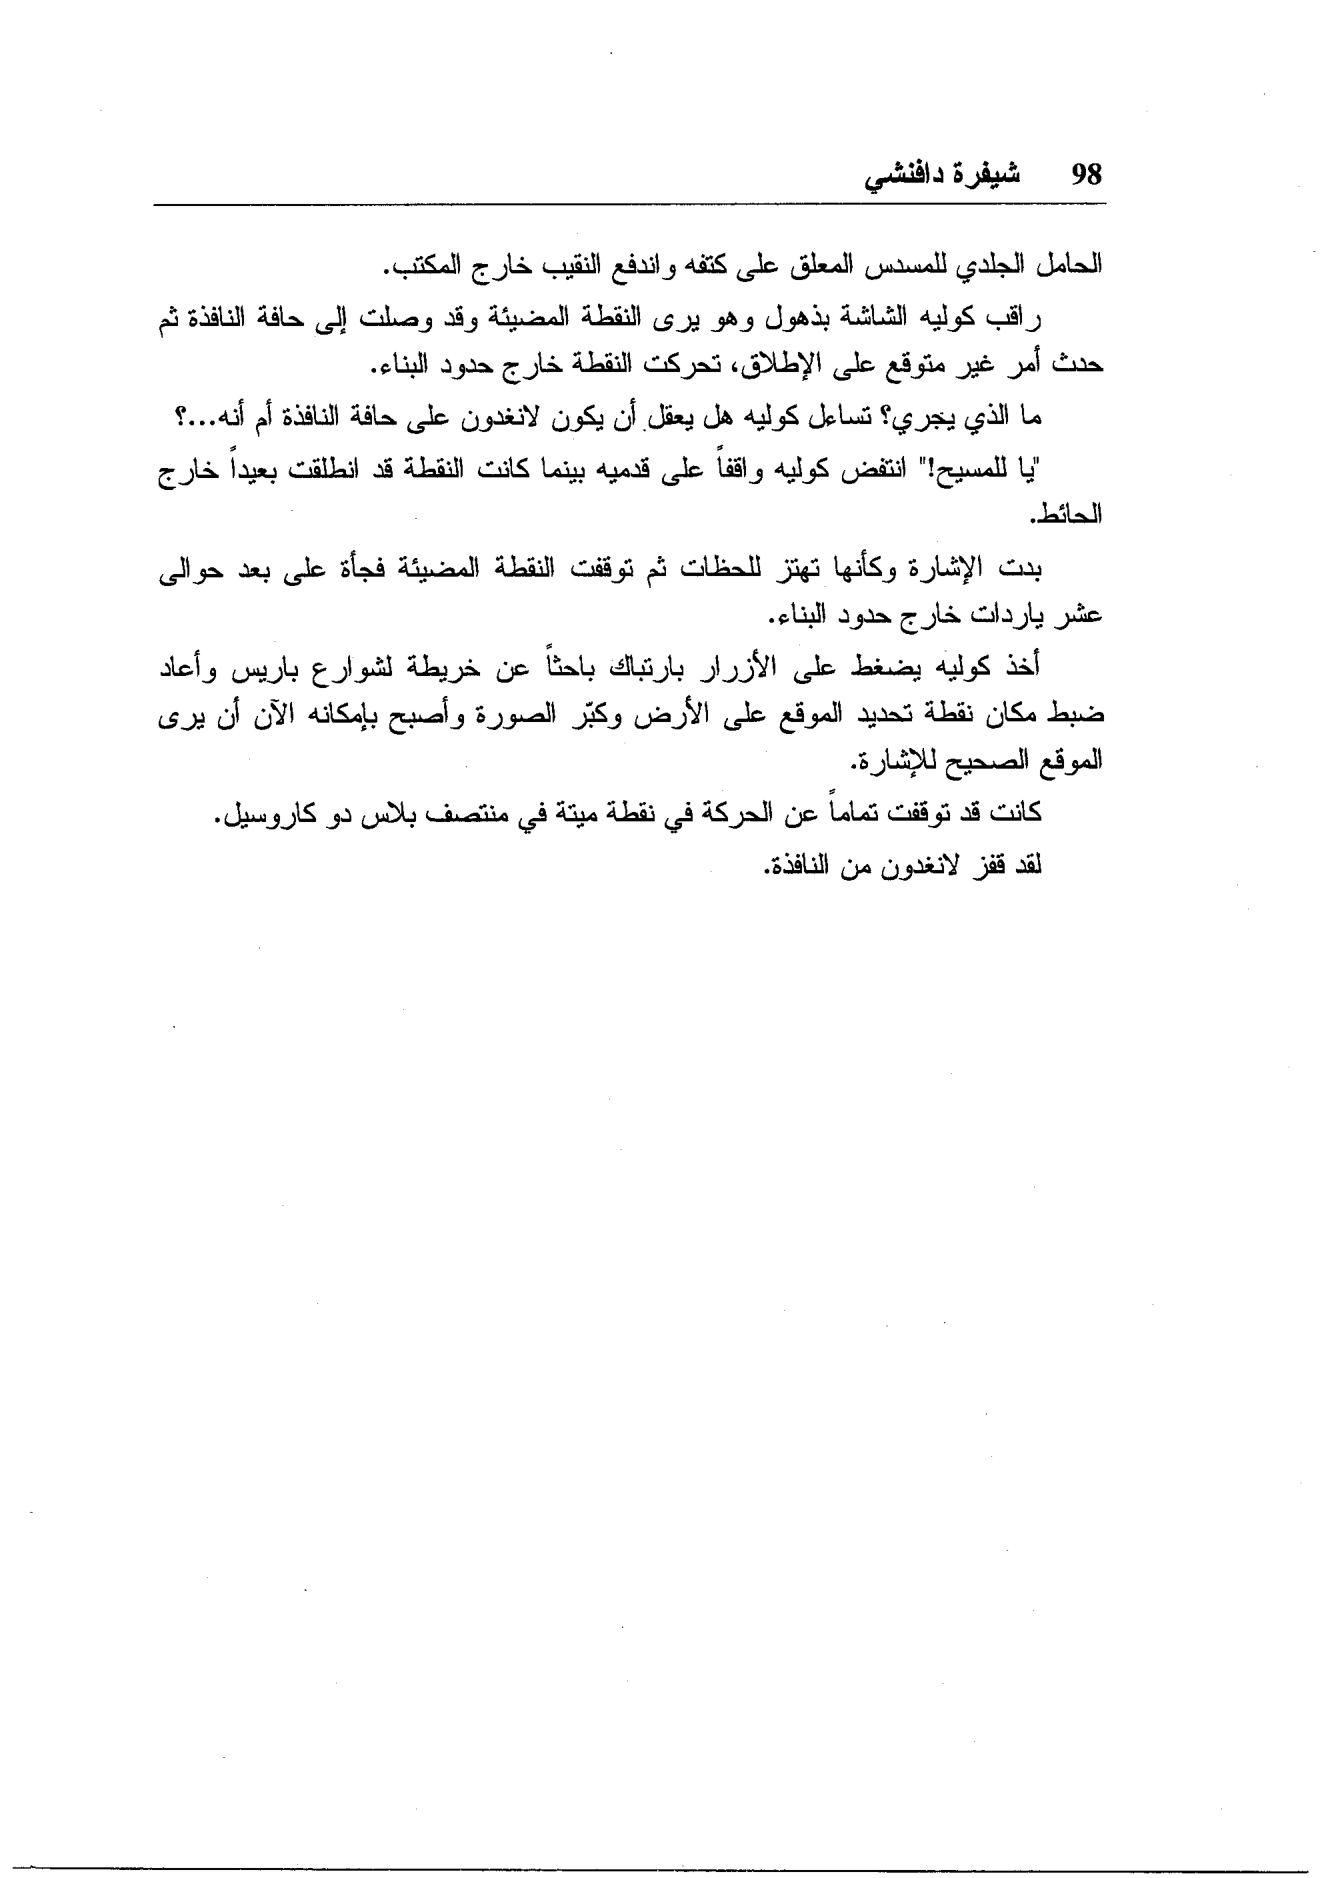 98 شيفرة دافنشي
الحامل الجلدي للمسدس المعلق على كتفه واندفع النقيب خارج المكتب.
راقب كوليه الشاشة بذهول وهو يرى النقطة المضيئة وقد وصلت إلى حافة النافذة ثم
حدث أمر غير متوقع على الإطلاق، تحركت النقطة خارج حدود البناء.
ما الذي يجري؟ تساءل كوليه هل يعقل أن يكون لانغدون على حافة النافذة أم أنه...؟
"يا للمسيح!" انتفض كوليه واقفاً على قدميه بينما كانت النقطة قد انطلقت بعيداً خارج
الحائط.
بدت الإشارة وكأنها تهتز للحظات ثم توقفت النقطة المضيئة فجأة على بعد حوالى
عشر ياردات خارج حدود البناء.
أخذ كوليه يضغط على الأزرار بارتباك باحثاً عن خريطة لشوارع باريس وأعاد
ضبط مكان نقطة تحديد الموقع على الأرض وكبّر الصورة وأصبح بإمكانه الآن أن يرى
الموقع الصحيح للإشارة.
كانت قد توقفت تماماً عن الحركة في نقطة ميتة في منتصف بلاس دو كاروسيل.
لقد قفز لانغدون من النافذة.